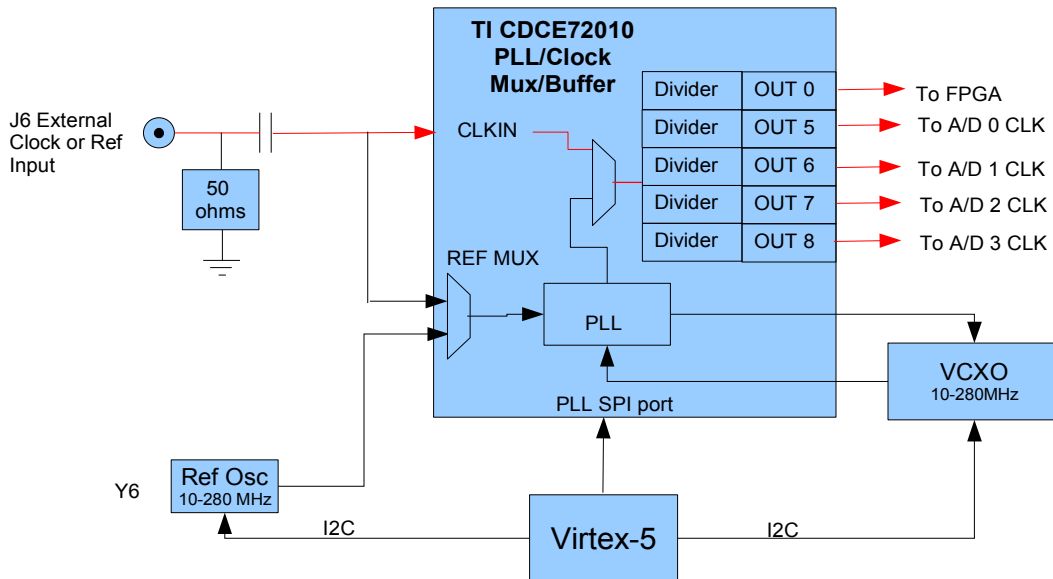 TI CDCE72010
PLL/Clock
Mux/Buffer
J6 External
Clock or Ref
Input
50
ohms
CLKIN
Divider
OUT 0
To FPGA
Divider
OUT 5
To A/D 0 CLK
Divider
OUT 6
To A/D 1 CLK
Divider
OUT 7
To A/D 2 CLK
Divider
OUT 8
To A/D 3 CLK
REF MUX
PLL
VCXO
10-280MHz
PLL SPI port
Y6
Ref Osc
10-280 MHz
I2C
Virtex-5
I2C